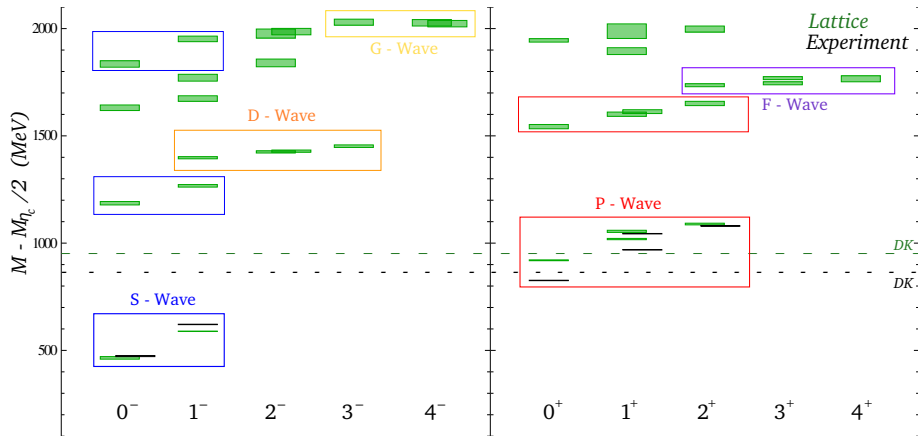 M - M_{η_c}/2 (MeV)
2000
1500
1000
500
G - Wave
D - Wave
S - Wave
0⁻ 1⁻ 2⁻ 3⁻ 4⁻
Lattice
Experiment
F - Wave
P - Wave
DK
DK
0⁺ 1⁺ 2⁺ 3⁺ 4⁺